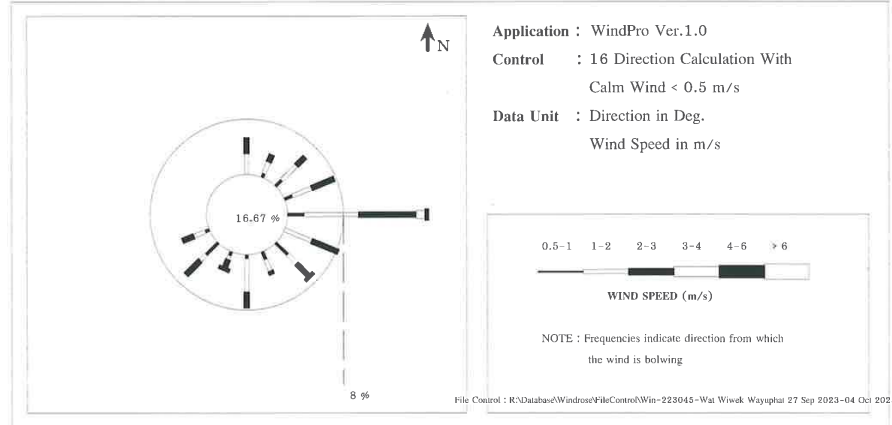 N
16.67 %
8 %
Application : WindPro Ver.1.0
Control : 16 Direction Calculation With
Calm Wind < 0.5 m/s
Data Unit : Direction in Deg.
Wind Speed in m/s
0.5-1 1-2 2-3 3-4 4-6 > 6
WIND SPEED (m/s)
NOTE : Frequencies indicate direction from which
the wind is bolwing
File Control : R:\Database\Windrose\FileControl\Win-223045-Wat Wiwek Wayuphat 27 Sep 2023-04 Oct 202